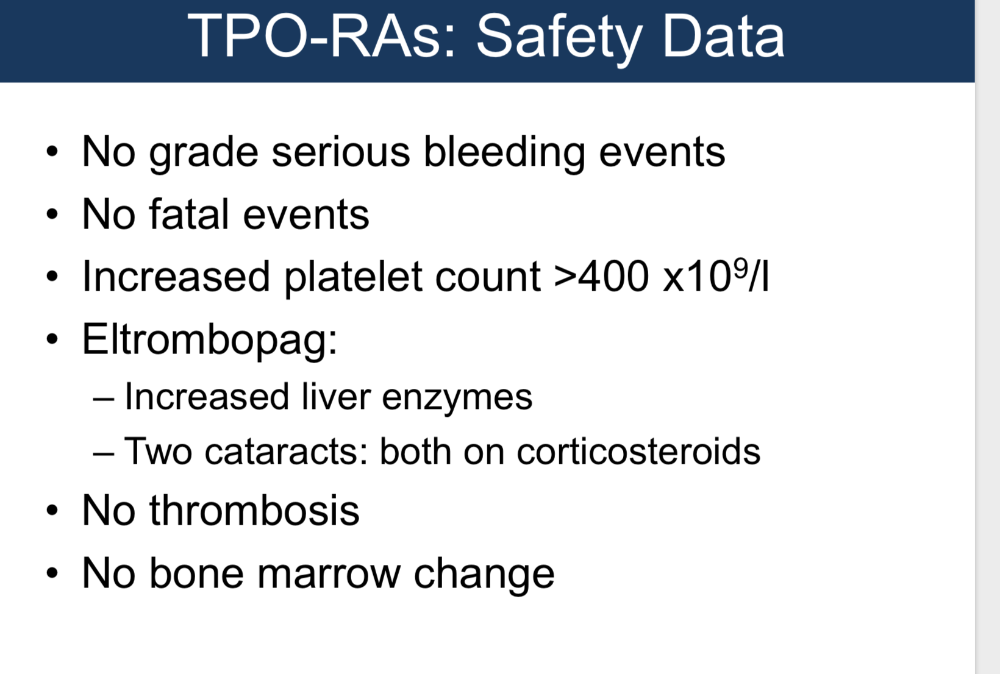 TPO-RAs: Safety Data
• No grade serious bleeding events
• No fatal events
• Increased platelet count >400 x10⁹/l
• Eltrombopag:
– Increased liver enzymes
– Two cataracts: both on corticosteroids
• No thrombosis
• No bone marrow change